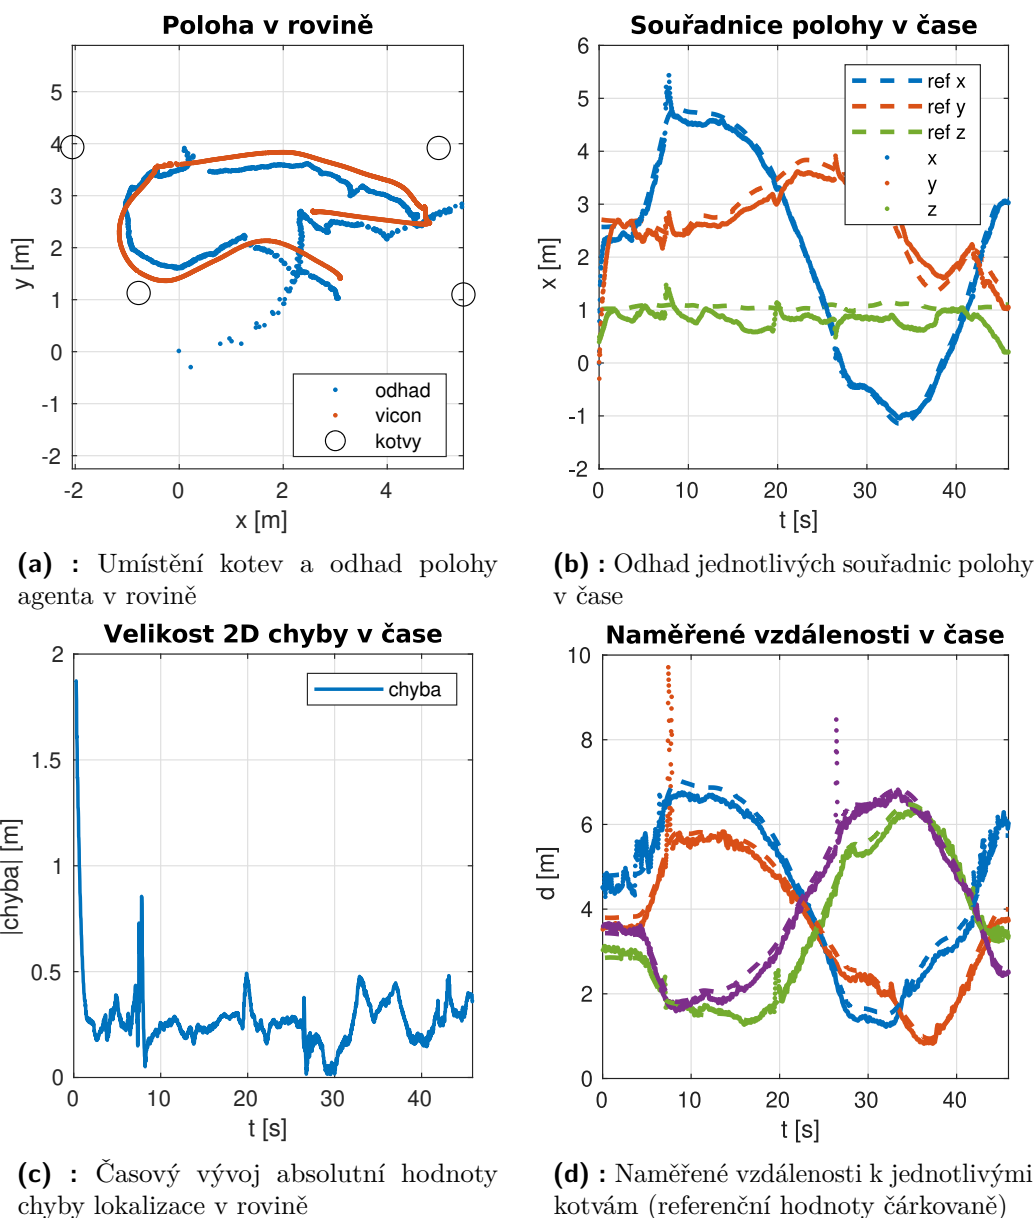 Poloha v rovině
5
4
3
2
1
0
-1
-2
y [m]
odhad
vicon
kotvy
-2
0
2
4
x [m]
(a) : Umístění kotev a odhad polohy
agenta v rovině
Souřadnice polohy v čase
6
5
4
3
2
1
0
-1
-2
x [m]
ref x
ref y
ref z
x
y
z
0
10
20
30
40
t [s]
(b) : Odhad jednotlivých souřadnic polohy
v čase
Velikost 2D chyby v čase
2
1.5
1
0.5
0
|chyba| [m]
chyba
0
10
20
30
40
t [s]
(c) : Časový vývoj absolutní hodnoty
chyby lokalizace v rovině
Naměřené vzdálenosti v čase
10
8
6
4
2
0
d [m]
0
10
20
30
40
t [s]
(d) : Naměřené vzdálenosti k jednotlivými
kotvám (referenční hodnoty čárkovaně)